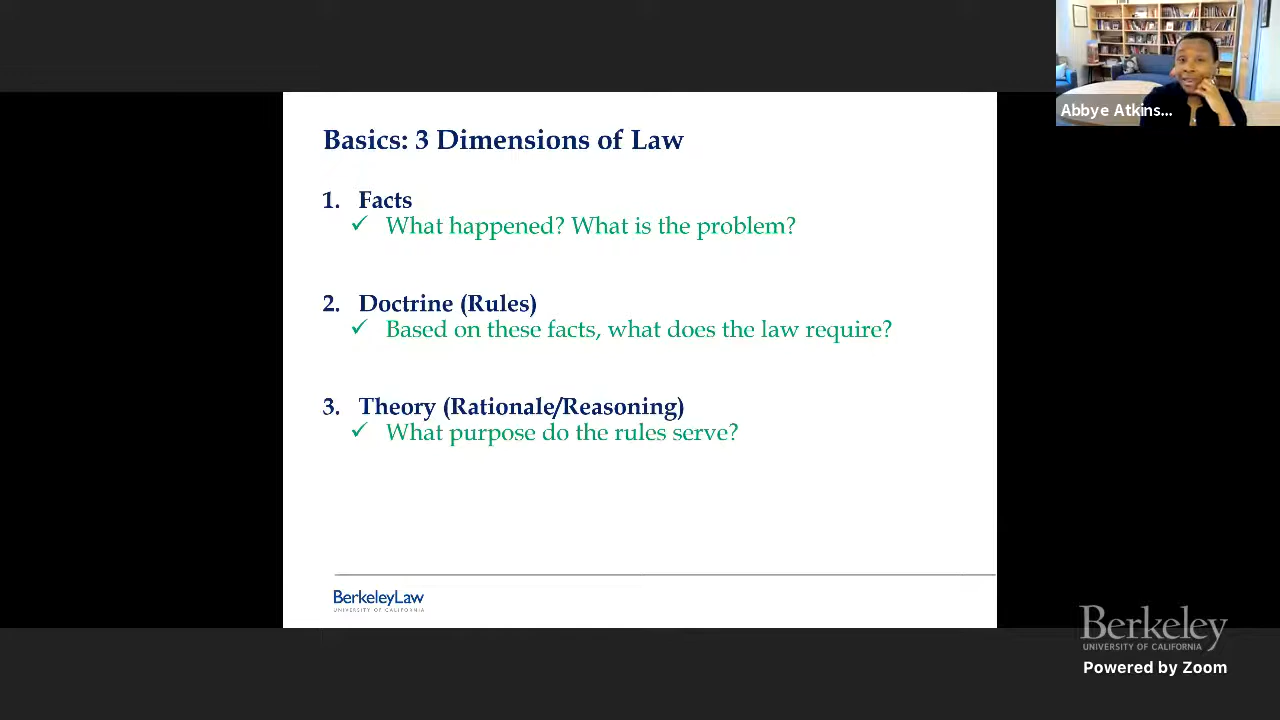 Abbye Atkins...
Basics: 3 Dimensions of Law
1. Facts
✓ What happened? What is the problem?
2. Doctrine (Rules)
✓ Based on these facts, what does the law require?
3. Theory (Rationale/Reasoning)
✓ What purpose do the rules serve?
BerkeleyLaw
UNIVERSITY OF CALIFORNIA
Berkeley
UNIVERSITY OF CALIFORNIA
Powered by Zoom